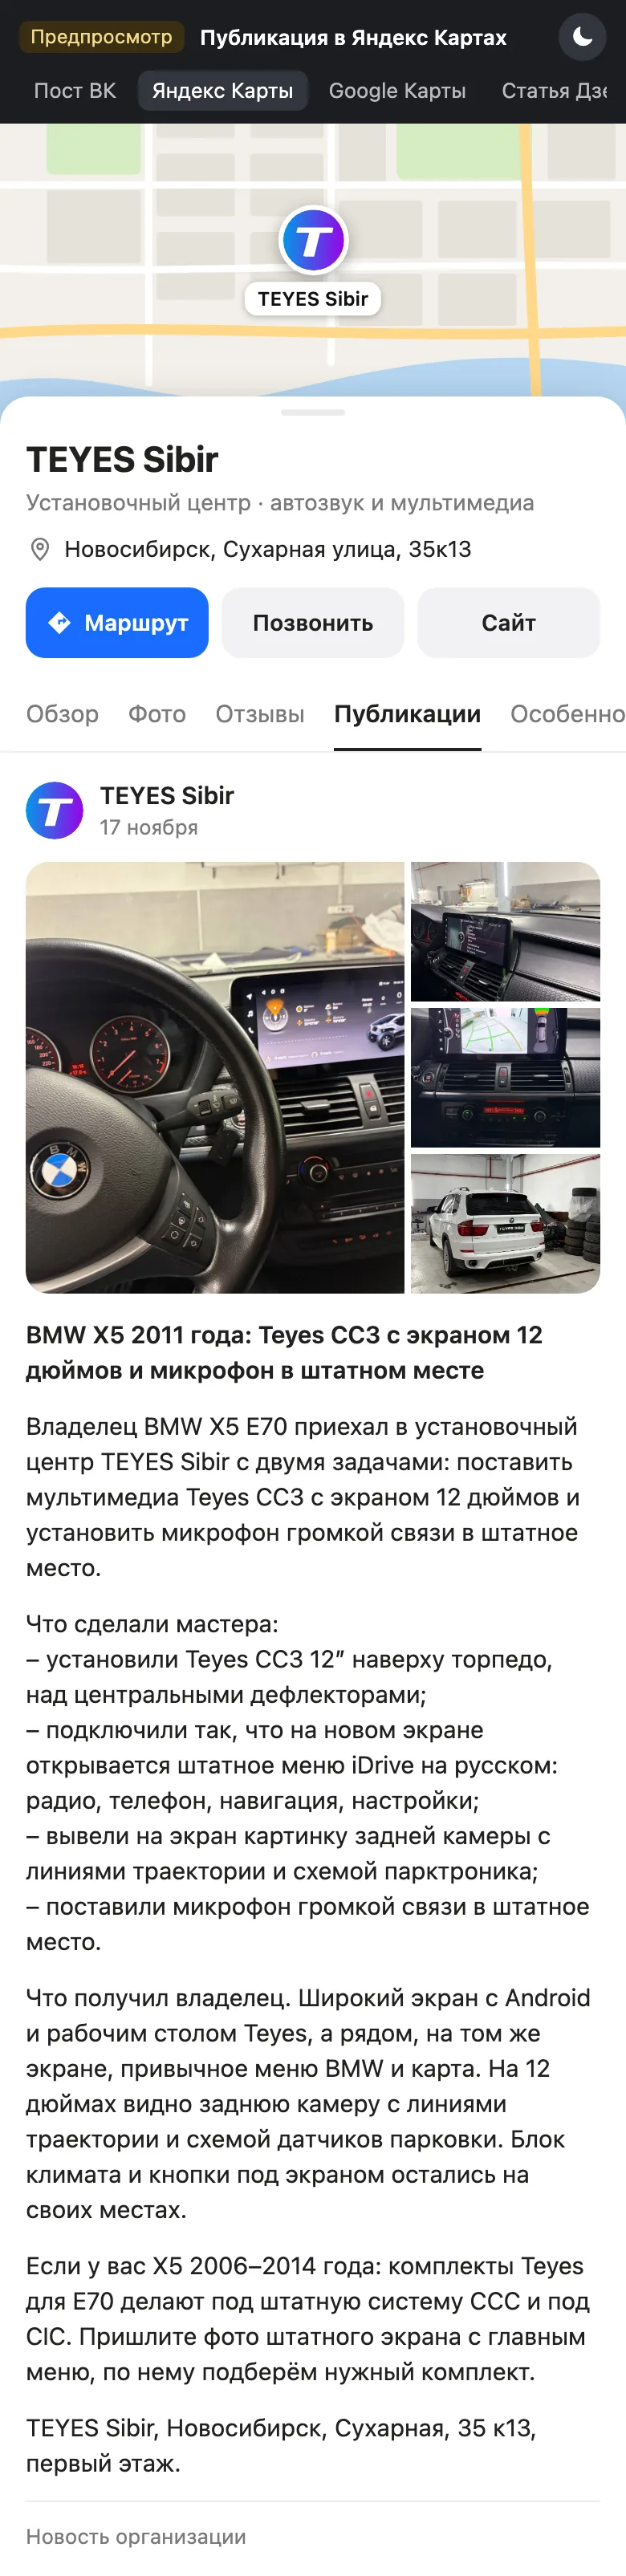 Предпросмотр
Публикация в Яндекс Картах
Пост ВК
Яндекс Карты
Google Карты
Статья Дзе
TEYES Sibir
TEYES Sibir
Установочный центр · автозвук и мультимедиа
Новосибирск, Сухарная улица, 35к13
Маршрут
Позвонить
Сайт
Обзор
Фото
Отзывы
Публикации
Особенно
TEYES Sibir
17 ноября
BMW X5 2011 года: Teyes CC3 с экраном 12
дюймов и микрофон в штатном месте
Владелец BMW X5 E70 приехал в установочный
центр TEYES Sibir с двумя задачами: поставить
мультимедиа Teyes CC3 с экраном 12 дюймов и
установить микрофон громкой связи в штатное
место.
Что сделали мастера:
– установили Teyes CC3 12″ наверху торпедо,
над центральными дефлекторами;
– подключили так, что на новом экране
открывается штатное меню iDrive на русском:
радио, телефон, навигация, настройки;
– вывели на экран картинку задней камеры с
линиями траектории и схемой парктроника;
– поставили микрофон громкой связи в штатное
место.
Что получил владелец. Широкий экран с Android
и рабочим столом Teyes, а рядом, на том же
экране, привычное меню BMW и карта. На 12
дюймах видно заднюю камеру с линиями
траектории и схемой датчиков парковки. Блок
климата и кнопки под экраном остались на
своих местах.
Если у вас X5 2006–2014 года: комплекты Teyes
для E70 делают под штатную систему CCC и под
CIC. Пришлите фото штатного экрана с главным
меню, по нему подберём нужный комплект.
TEYES Sibir, Новосибирск, Сухарная, 35 к13,
первый этаж.
Новость организации